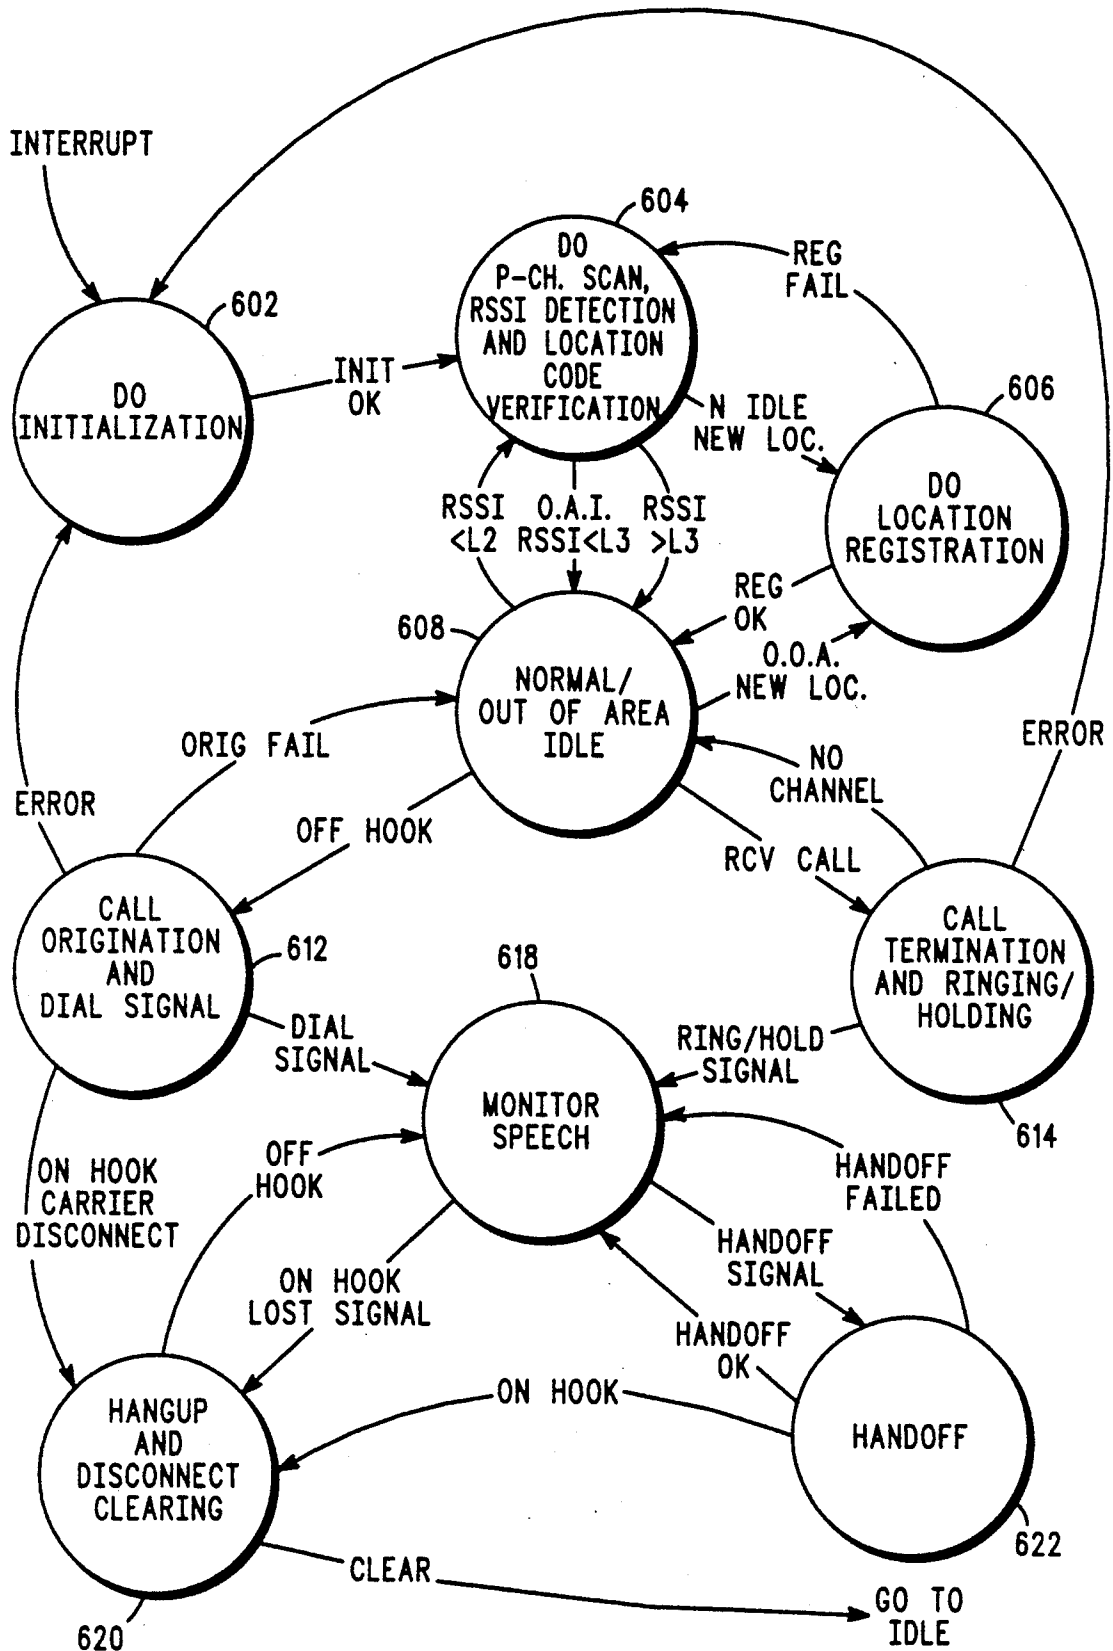 INTERRUPT
604
DO
P-CH. SCAN,
RSSI DETECTION
AND LOCATION
CODE
VERIFICATION
REG
FAIL
602
DO
INITIALIZATION
INIT
OK
N IDLE
NEW LOC.
606
DO
LOCATION
REGISTRATION
RSSI
<L2
O.A.I.
RSSI<L3
RSSI
>L3
REG
OK
608
O.O.A.
NEW LOC.
NORMAL/
OUT OF AREA
IDLE
ORIG FAIL
ERROR
NO
CHANNEL
ERROR
OFF HOOK
RCV CALL
CALL
ORIGINATION
AND
DIAL SIGNAL
612
618
CALL
TERMINATION
AND RINGING/
HOLDING
614
DIAL
SIGNAL
RING/HOLD
SIGNAL
MONITOR
SPEECH
ON HOOK
CARRIER
DISCONNECT
OFF
HOOK
HANDOFF
FAILED
HANDOFF
SIGNAL
ON HOOK
LOST SIGNAL
HANDOFF
OK
ON HOOK
HANGUP
AND
DISCONNECT
CLEARING
HANDOFF
622
CLEAR
GO TO
IDLE
620